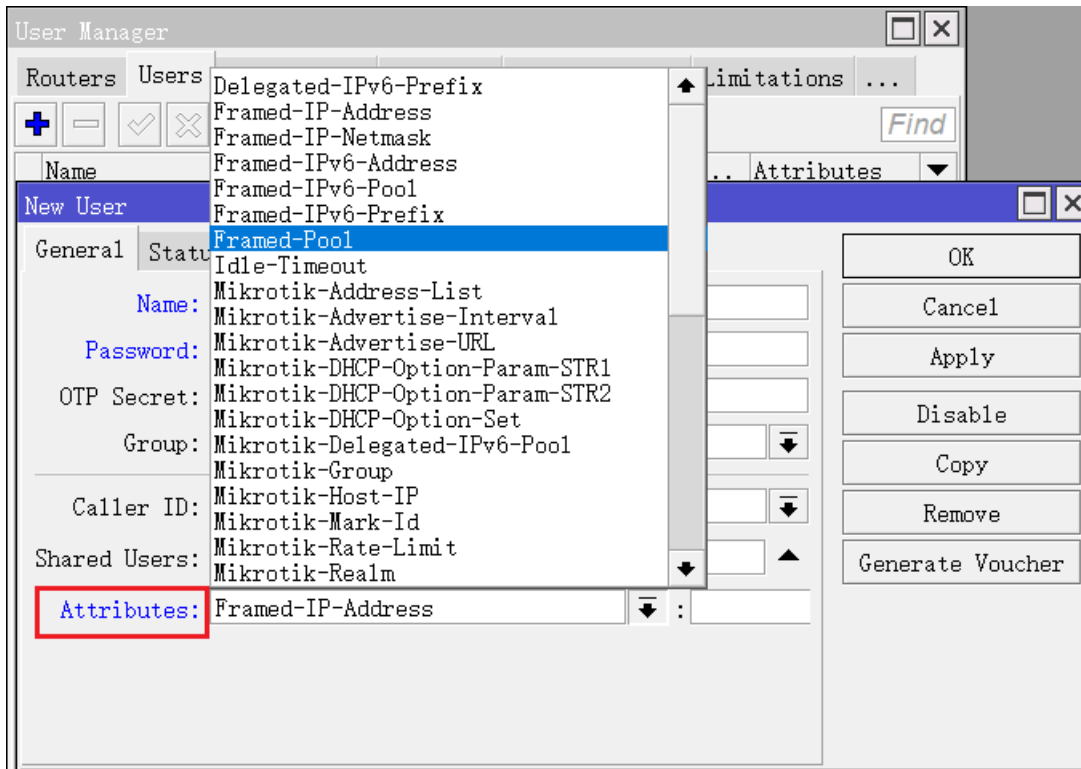 User Manager
Routers Users Limitations ...
Find
Name .. Attributes
New User
General Statu
Name:
Password:
OTP Secret:
Group:
Caller ID:
Shared Users:
Attributes: Framed-IP-Address :
Delegated-IPv6-Prefix
Framed-IP-Address
Framed-IP-Netmask
Framed-IPv6-Address
Framed-IPv6-Pool
Framed-IPv6-Prefix
Framed-Pool
Idle-Timeout
Mikrotik-Address-List
Mikrotik-Advertise-Interval
Mikrotik-Advertise-URL
Mikrotik-DHCP-Option-Param-STR1
Mikrotik-DHCP-Option-Param-STR2
Mikrotik-DHCP-Option-Set
Mikrotik-Delegated-IPv6-Pool
Mikrotik-Group
Mikrotik-Host-IP
Mikrotik-Mark-Id
Mikrotik-Rate-Limit
Mikrotik-Realm
OK
Cancel
Apply
Disable
Copy
Remove
Generate Voucher